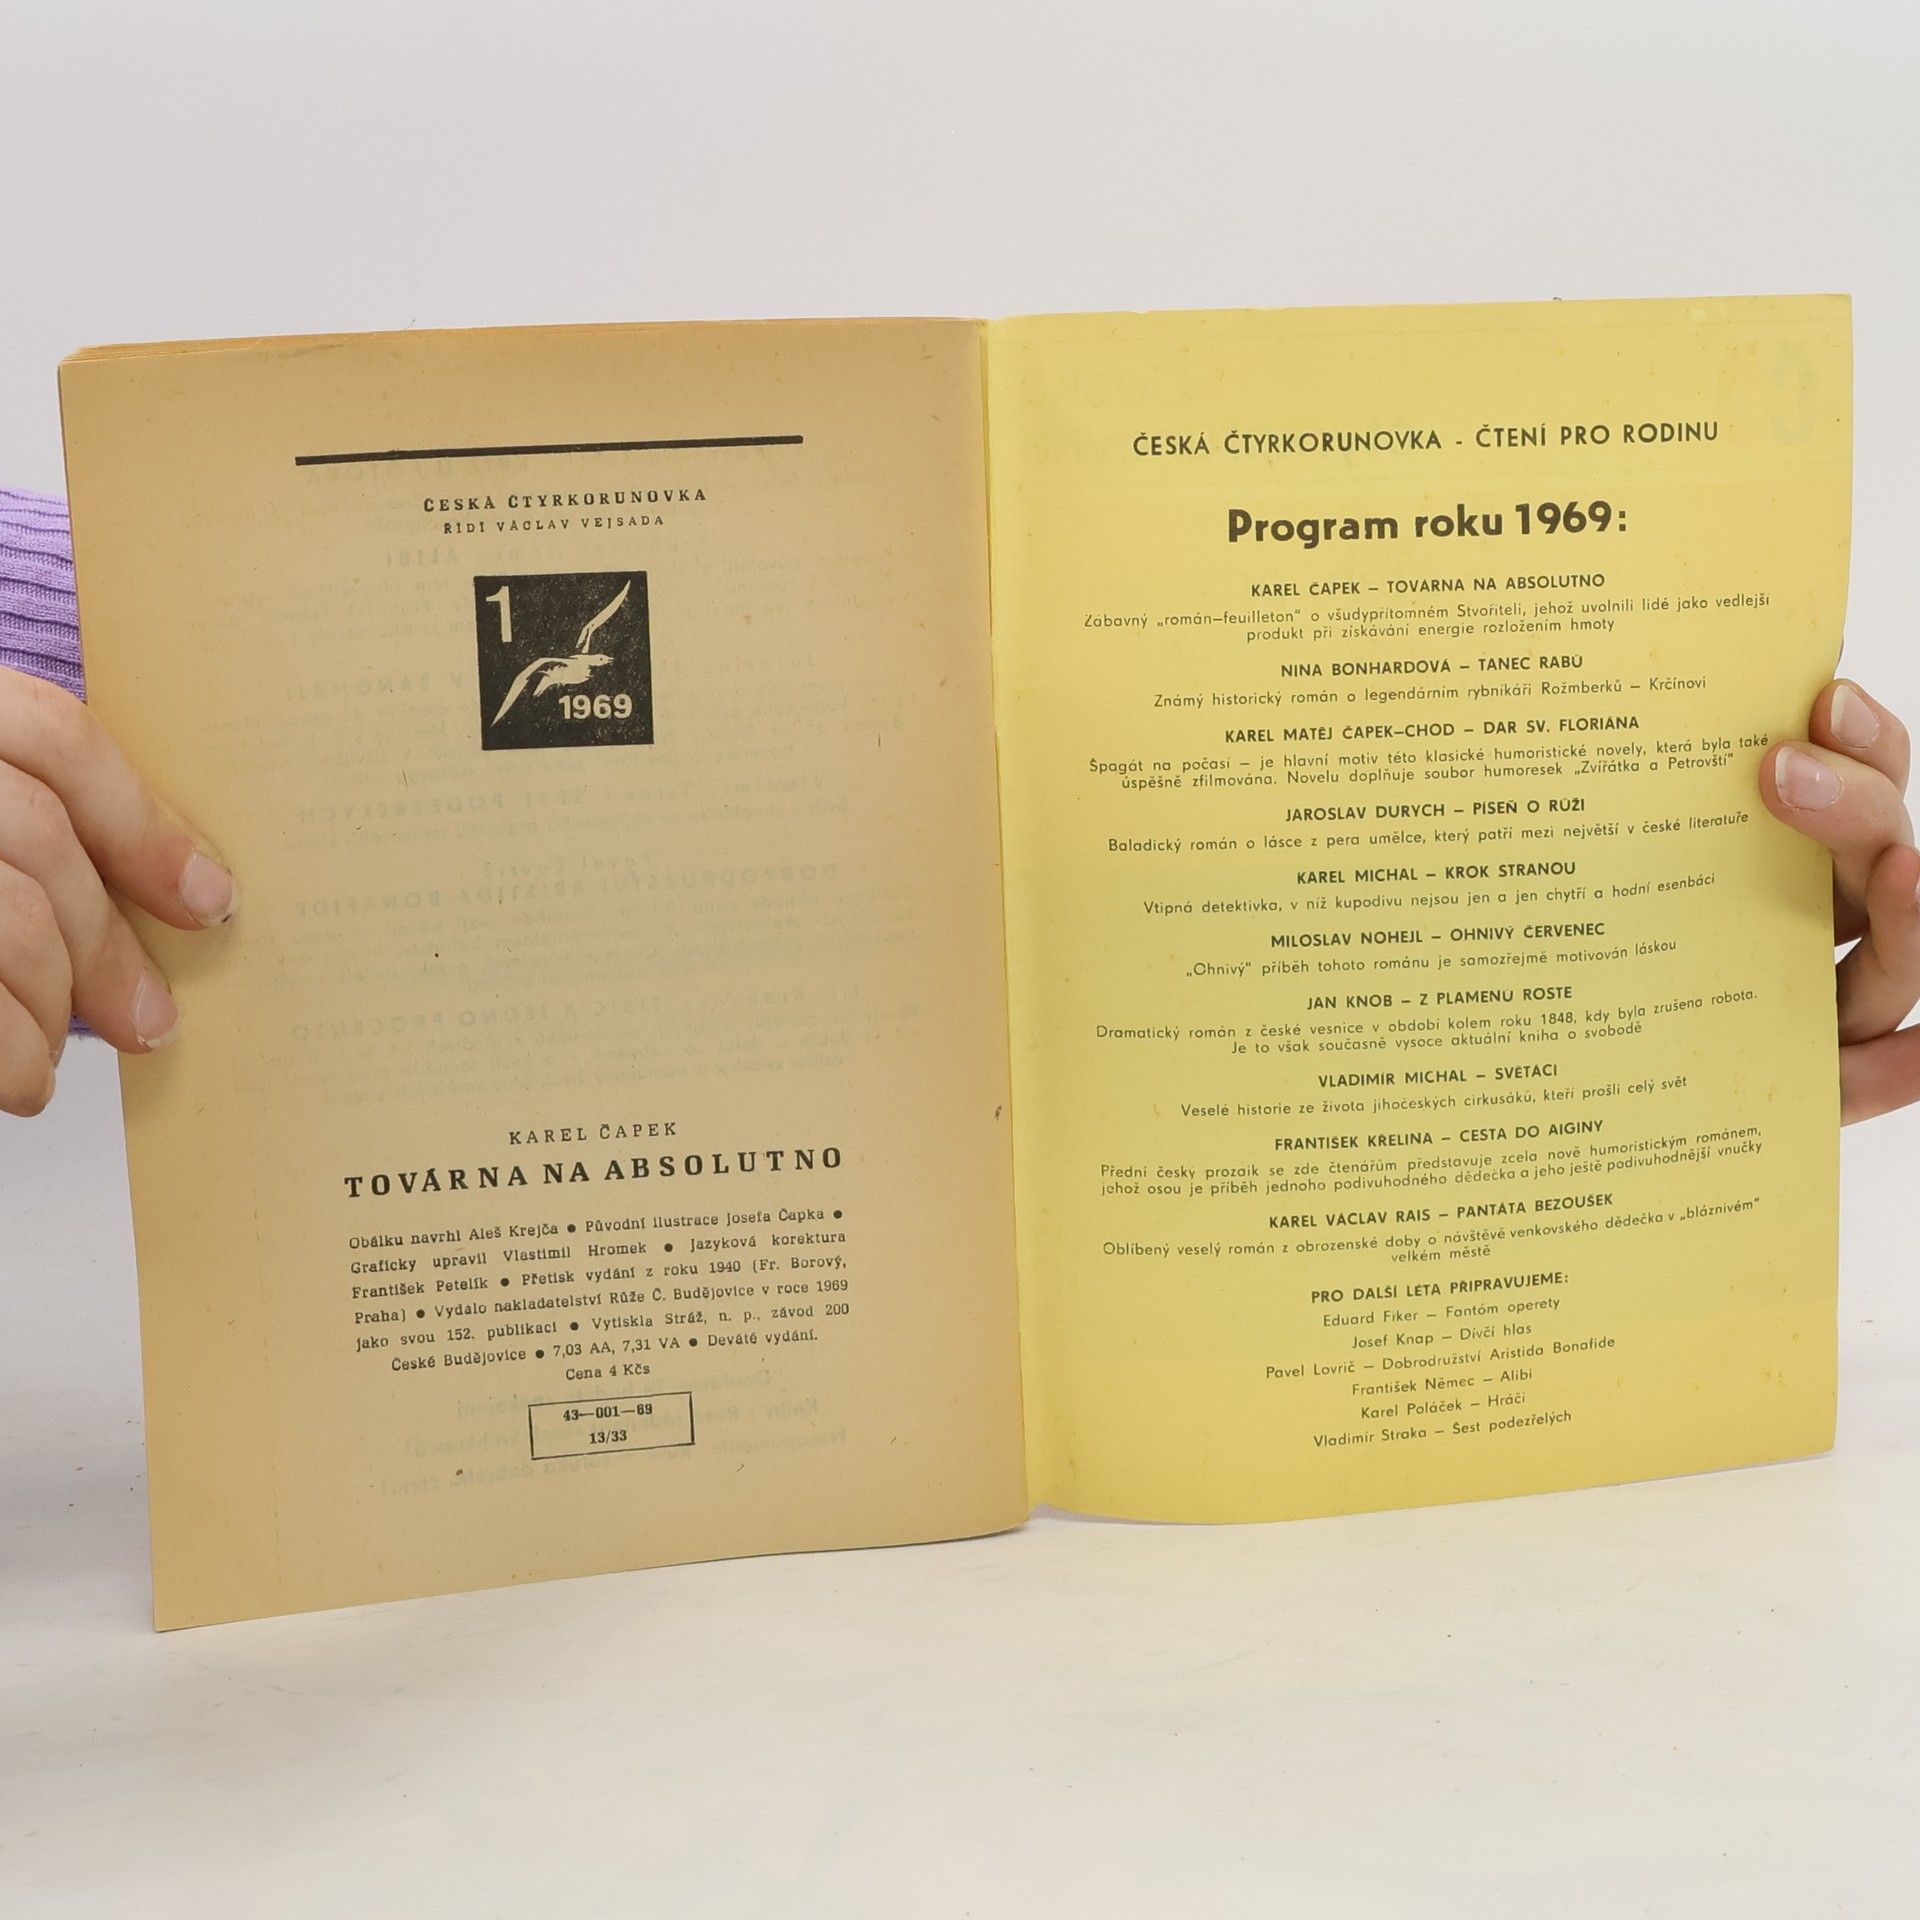 ČESKÁ ČTYRKORUNOVKA
ŘÍDÍ VÁCLAV VEJSADA
1
1969
KAREL ČAPEK
TOVÁRNA NA ABSOLUTNO
Obálku navrhl Aleš Krejča ● Původní ilustrace Josefa Čapka ●
Graficky upravil Vlastimil Hromek ● Jazyková korektura
František Petelík ● Přetisk vydání z roku 1940 (Fr. Borový,
Praha) ● Vydalo nakladatelství Růže Č. Budějovice v roce 1969
jako svou 152. publikaci ● Vytiskla Stráž, n. p., závod 200
České Budějovice ● 7,03 AA, 7,31 VA ● Deváté vydání.
Cena 4 Kčs
43—001—69
13/33
ČESKÁ ČTYRKORUNOVKA - ČTENÍ PRO RODINU
Program roku 1969:
KAREL ČAPEK – TOVÁRNA NA ABSOLUTNO
Zábavný „román–feuilleton" o všudypřítomném Stvořiteli, jehož uvolnili lidé jako vedlejší
produkt při získávání energie rozložením hmoty
NINA BONHARDOVÁ – TANEC RABŮ
Známý historický román o legendárním rybníkáři Rožmberků – Krčínovi
KAREL MATĚJ ČAPEK–CHOD – DAR SV. FLORIÁNA
Špagát na počasí – je hlavní motiv této klasické humoristické novely, která byla také
úspěšně zfilmována. Novelu doplňuje soubor humoresek „Zvířátka a Petrovští"
JAROSLAV DURYCH – PÍSEŇ O RŮŽI
Baladický román o lásce z pera umělce, který patří mezi největší v české literatuře
KAREL MICHAL – KROK STRANOU
Vtipná detektivka, v níž kupodivu nejsou jen a jen chytří a hodní esenbáci
MILOSLAV NOHEJL – OHNIVÝ ČERVENEC
„Ohnivý" příběh tohoto románu je samozřejmě motivován láskou
JAN KNOB – Z PLAMENŮ ROSTE
Dramatický román z české vesnice v období kolem roku 1848, kdy byla zrušena robota.
Je to však současně vysoce aktuální kniha o svobodě
VLADIMÍR MICHAL – SVĚTÁCI
Veselé historie ze života jihočeských cirkusáků, kteří prošli celý svět
FRANTIŠEK KŘELINA – CESTA DO AIGINY
Přední český prozaik se zde čtenářům představuje zcela nově humoristickým románem,
jehož osou je příběh jednoho podivuhodného dědečka a jeho ještě podivuhodnější vnučky
KAREL VÁCLAV RAIS – PANTÁTA BEZOUŠEK
Oblíbený veselý román z obrozenské doby o návštěvě venkovského dědečka v „bláznivém"
velkém městě
PRO DALŠÍ LÉTA PŘIPRAVUJEME:
Eduard Fiker – Fantóm operety
Josef Knap – Dívčí hlas
Pavel Lovrič – Dobrodružství Aristida Bonafide
František Němec – Alibi
Karel Poláček – Hráči
Vladimír Straka – Šest podezřelých